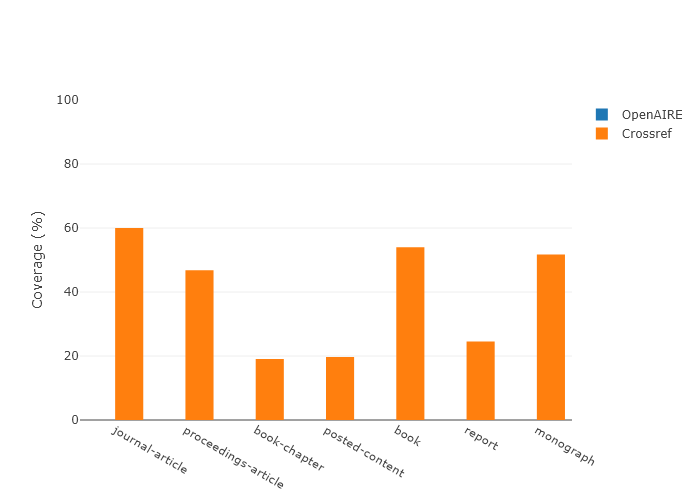 100
80
60
40
20
0
Coverage (%)
journal-article
proceedings-article
book-chapter
posted-content
book
report
monograph
OpenAIRE
Crossref